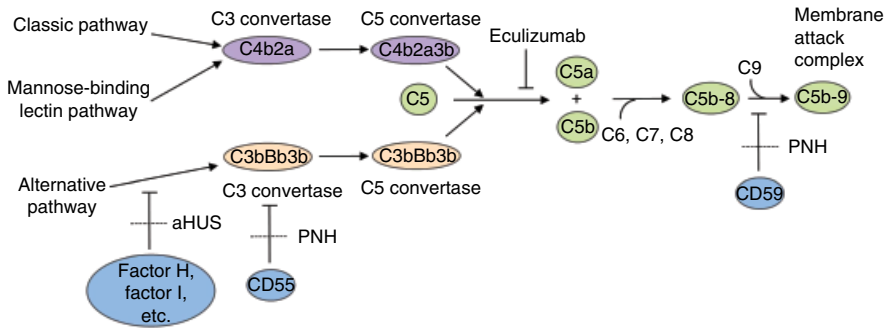 Classic pathway
C3 convertase
C5 convertase
Membrane
attack
complex
Eculizumab
C4b2a
C4b2a3b
Mannose-binding
lectin pathway
C5
C5a
+
C5b
C6, C7, C8
C5b-8
C9
C5b-9
C3bBb3b
C3bBb3b
Alternative
pathway
C3 convertase
C5 convertase
PNH
aHUS
PNH
CD59
Factor H,
factor I,
etc.
CD55